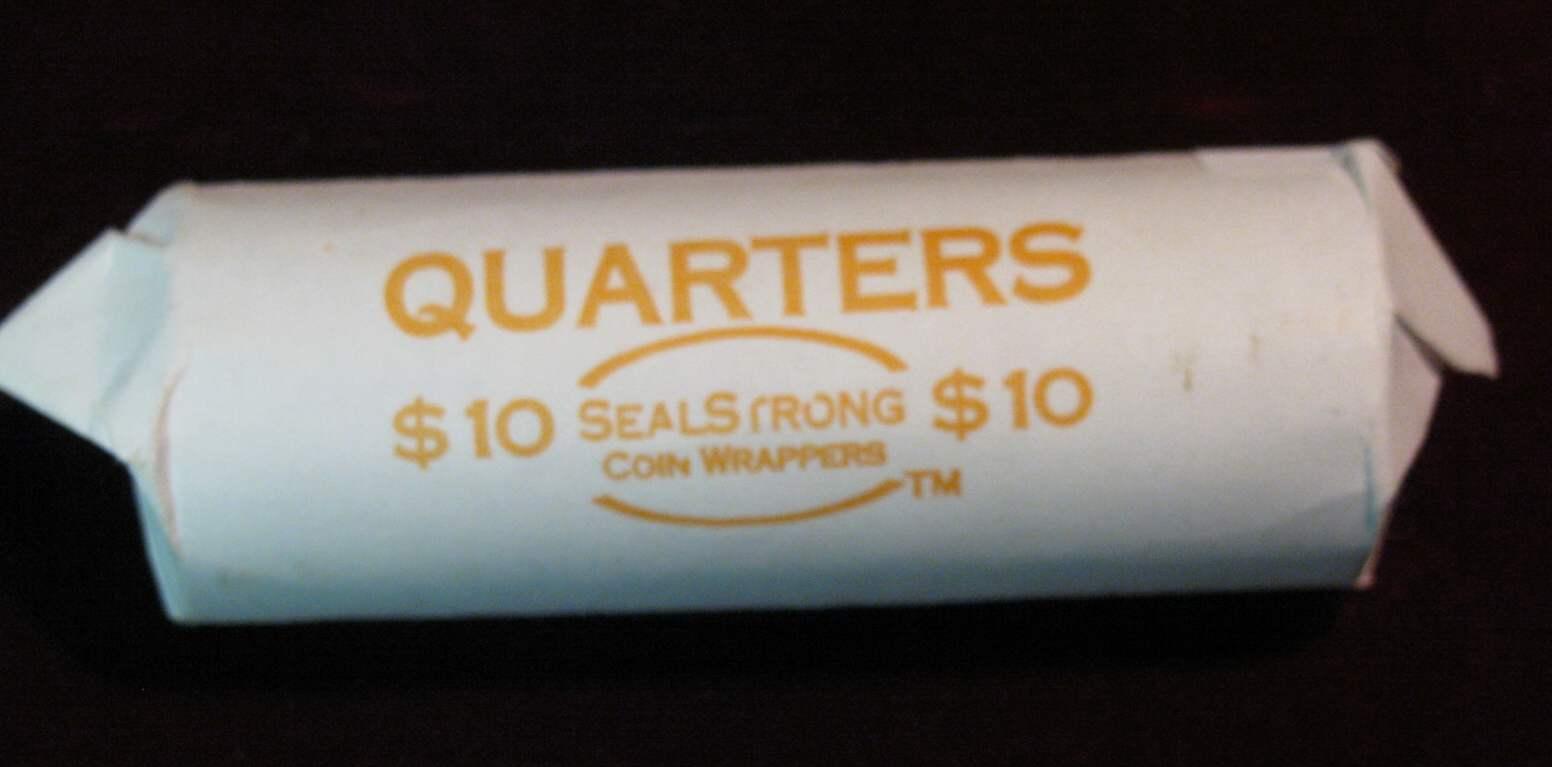 QUARTERS
$10 SEALSTRONG $10
COIN WRAPPERS
TM